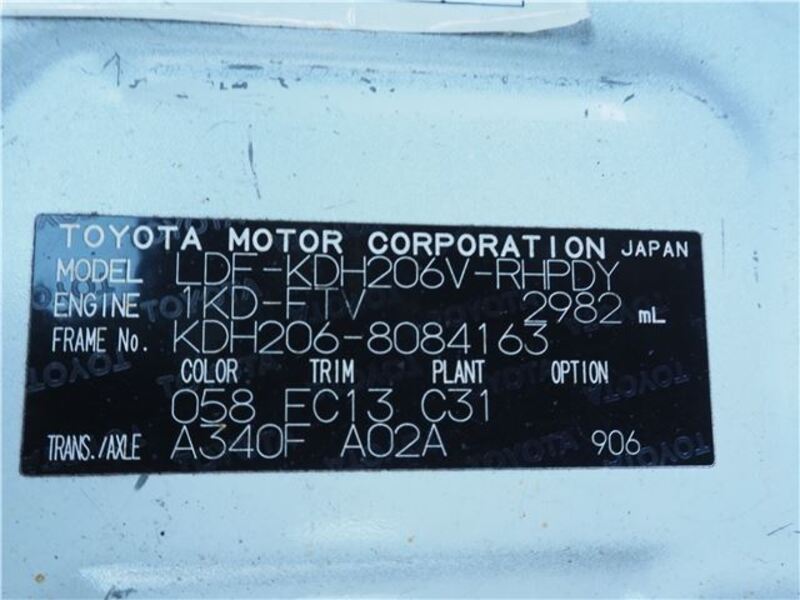 TOYOTA MOTOR CORPORATION JAPAN
MODEL LDF-KDH206V-RHPDY
ENGINE 1KD-FTV 2982 mL
FRAME No. KDH206-8084163
COLOR TRIM PLANT OPTION
058 FC13 C31
TRANS./AXLE A340F A02A 906